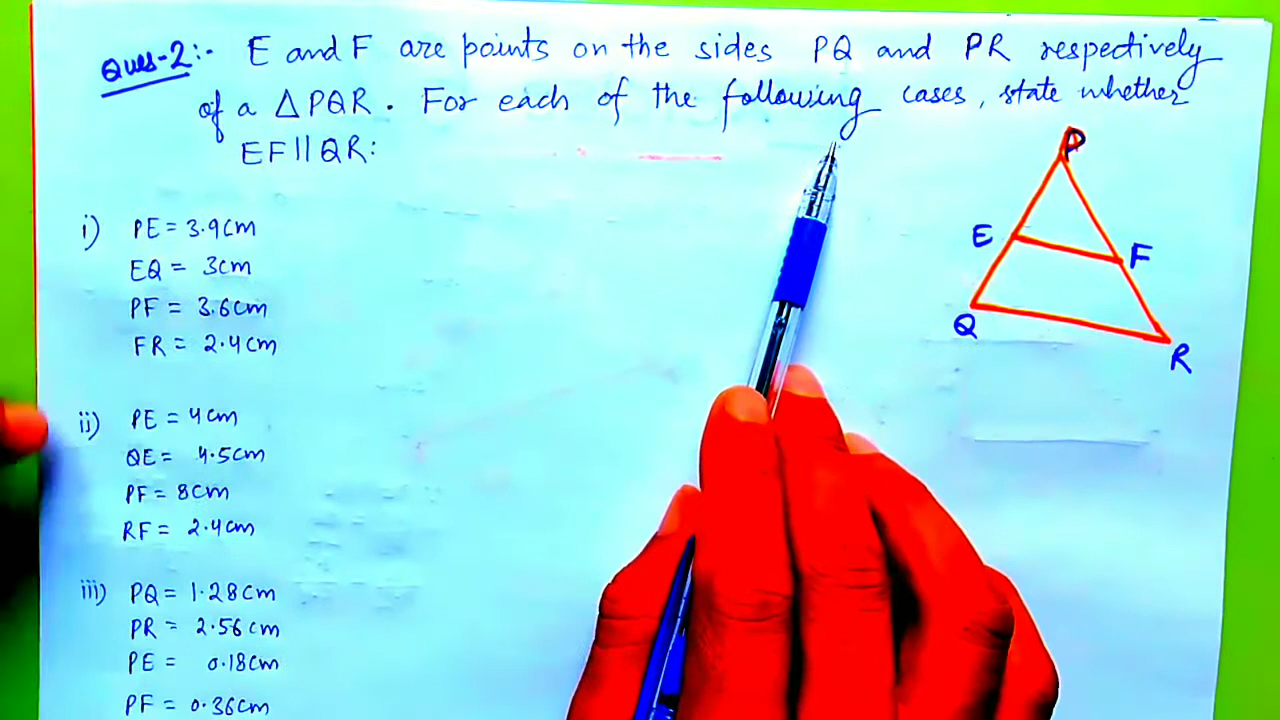 Ques-2:- E and F are points on the sides PQ and PR respectively
of a △PQR. For each of the following cases, state whether
EF||QR:
P
E
F
Q
R
i) PE = 3.9cm
EQ = 3cm
PF = 3.6cm
FR = 2.4cm
ii) PE = 4cm
QE = 4.5cm
PF = 8cm
RF = 2.4cm
iii) PQ = 1.28cm
PR = 2.56cm
PE = 0.18cm
PF = 0.36cm